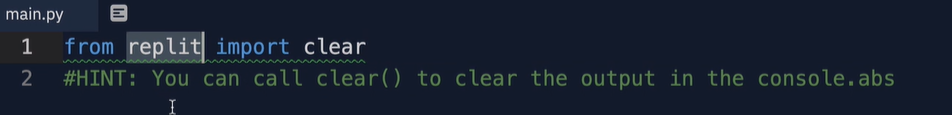 main.py
1 from replit import clear
2 #HINT: You can call clear() to clear the output in the console.abs